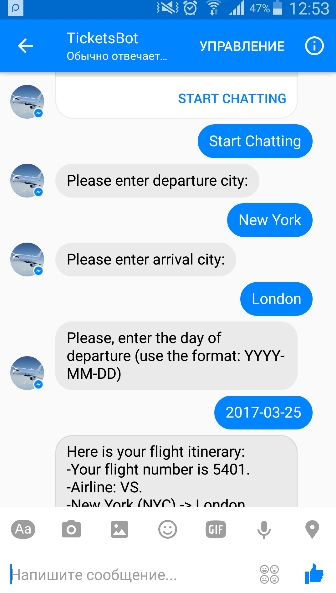 47% 12:53
TicketsBot
Обычно отвечает...
УПРАВЛЕНИЕ
START CHATTING
Start Chatting
Please enter departure city:
New York
Please enter arrival city:
London
Please, enter the day of
departure (use the format: YYYY-
MM-DD)
2017-03-25
Here is your flight itinerary:
-Your flight number is 5401.
-Airline: VS.
-New York (NYC) -> London
Aa
GIF
Напишите сообщение...